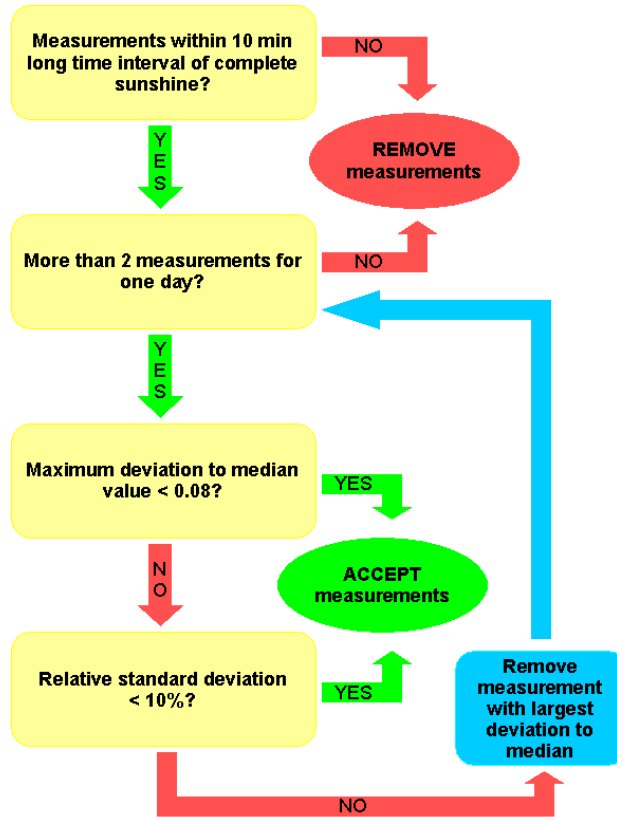 Measurements within 10 min
long time interval of complete
sunshine?
NO
REMOVE
measurements
YES
More than 2 measurements for
one day?
NO
YES
Maximum deviation to median
value < 0.08?
YES
ACCEPT
measurements
NO
Relative standard deviation
< 10%?
YES
Remove
measurement
with largest
deviation to
median
NO